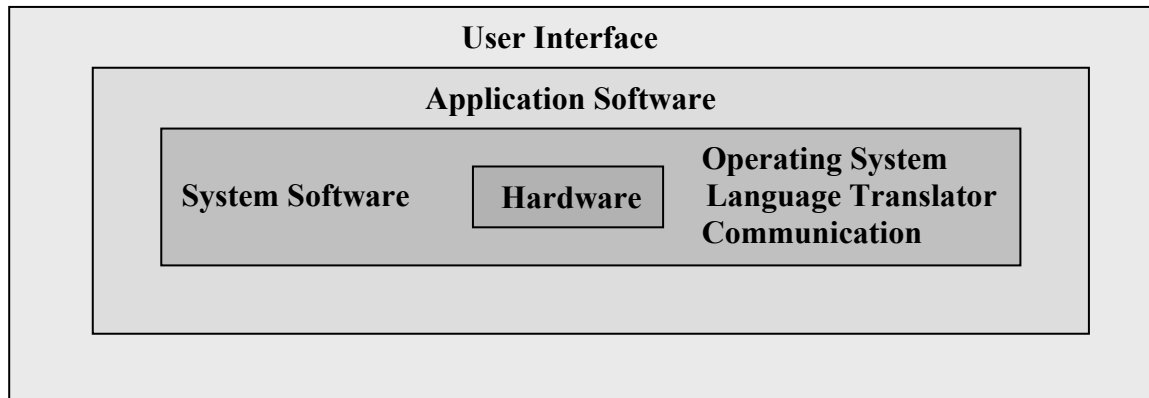 User Interface
Application Software
System Software
Hardware
Operating System
Language Translator
Communication